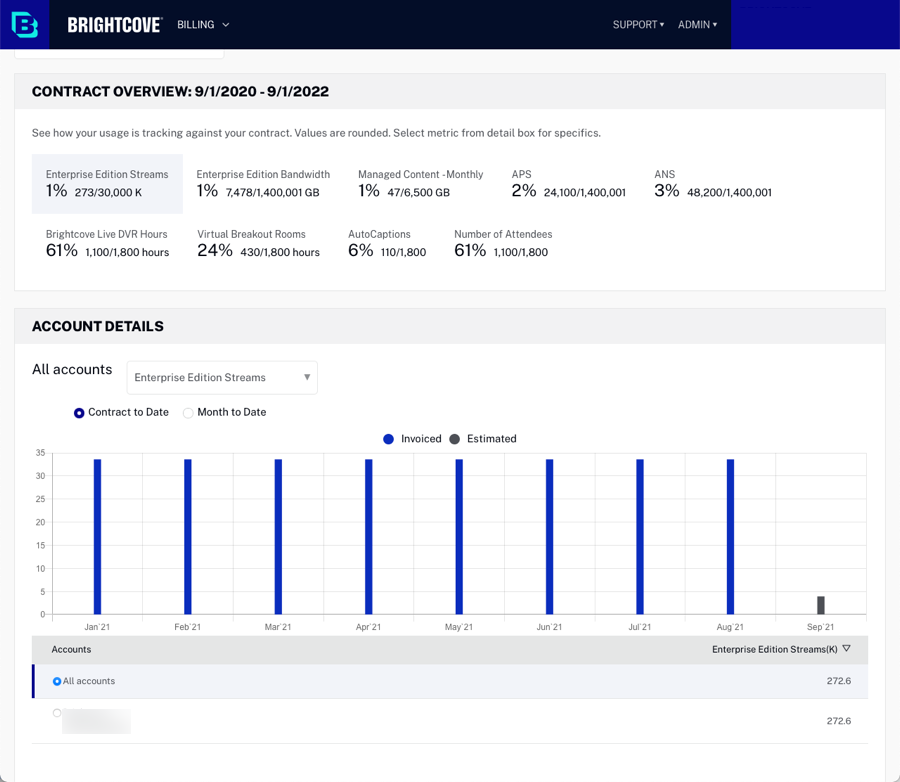 BRIGHTCOVE BILLING SUPPORT ▾ ADMIN ▾
CONTRACT OVERVIEW: 9/1/2020 - 9/1/2022
See how your usage is tracking against your contract. Values are rounded. Select metric from detail box for specifics.
Enterprise Edition Streams Enterprise Edition Bandwidth Managed Content - Monthly APS ANS
1% 273/30,000 K 1% 7,478/1,400,001 GB 1% 47/6,500 GB 2% 24,100/1,400,001 3% 48,200/1,400,001
Brightcove Live DVR Hours Virtual Breakout Rooms AutoCaptions Number of Attendees
61% 1,100/1,800 hours 24% 430/1,800 hours 6% 110/1,800 61% 1,100/1,800
ACCOUNT DETAILS
All accounts Enterprise Edition Streams ▼
Contract to Date Month to Date
Invoiced Estimated
35
30
25
20
15
10
5
0
Jan`21 Feb`21 Mar`21 Apr`21 May`21 Jun`21 Jul`21 Aug`21 Sep`21
Accounts Enterprise Edition Streams(K) ▽
All accounts 272.6
272.6